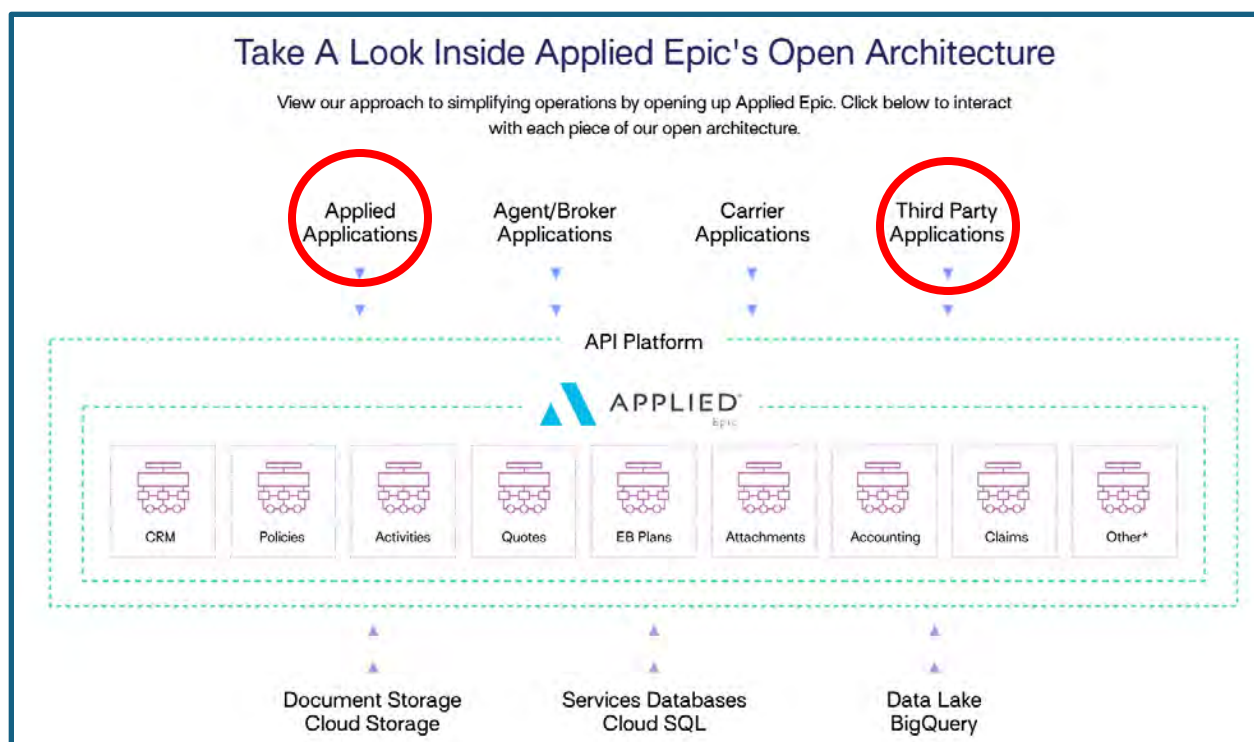 Take A Look Inside Applied Epic's Open Architecture
View our approach to simplifying operations by opening up Applied Epic. Click below to interact
with each piece of our open architecture.
Applied
Applications
Agent/Broker
Applications
Carrier
Applications
Third Party
Applications
API Platform
APPLIED
Epic
CRM
Policies
Activities
Quotes
EB Plans
Attachments
Accounting
Claims
Other*
Document Storage
Cloud Storage
Services Databases
Cloud SQL
Data Lake
BigQuery